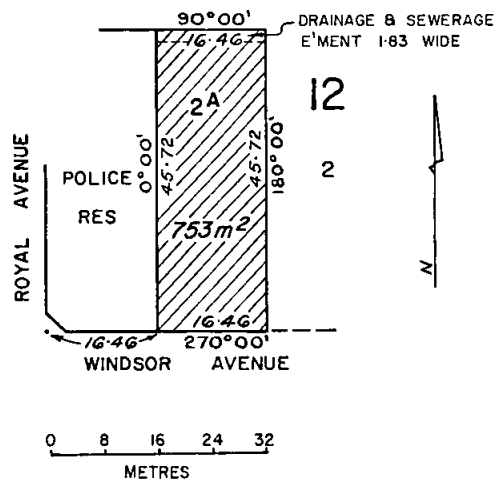 90°00'
DRAINAGE & SEWERAGE
E'MENT 1·83 WIDE
16·46
2A
12
0°00'
45·72
45·72
180°00'
2
ROYAL AVENUE
POLICE
RES
753m²
N
16·46
16·46
270°00'
WINDSOR AVENUE
0 8 16 24 32
METRES